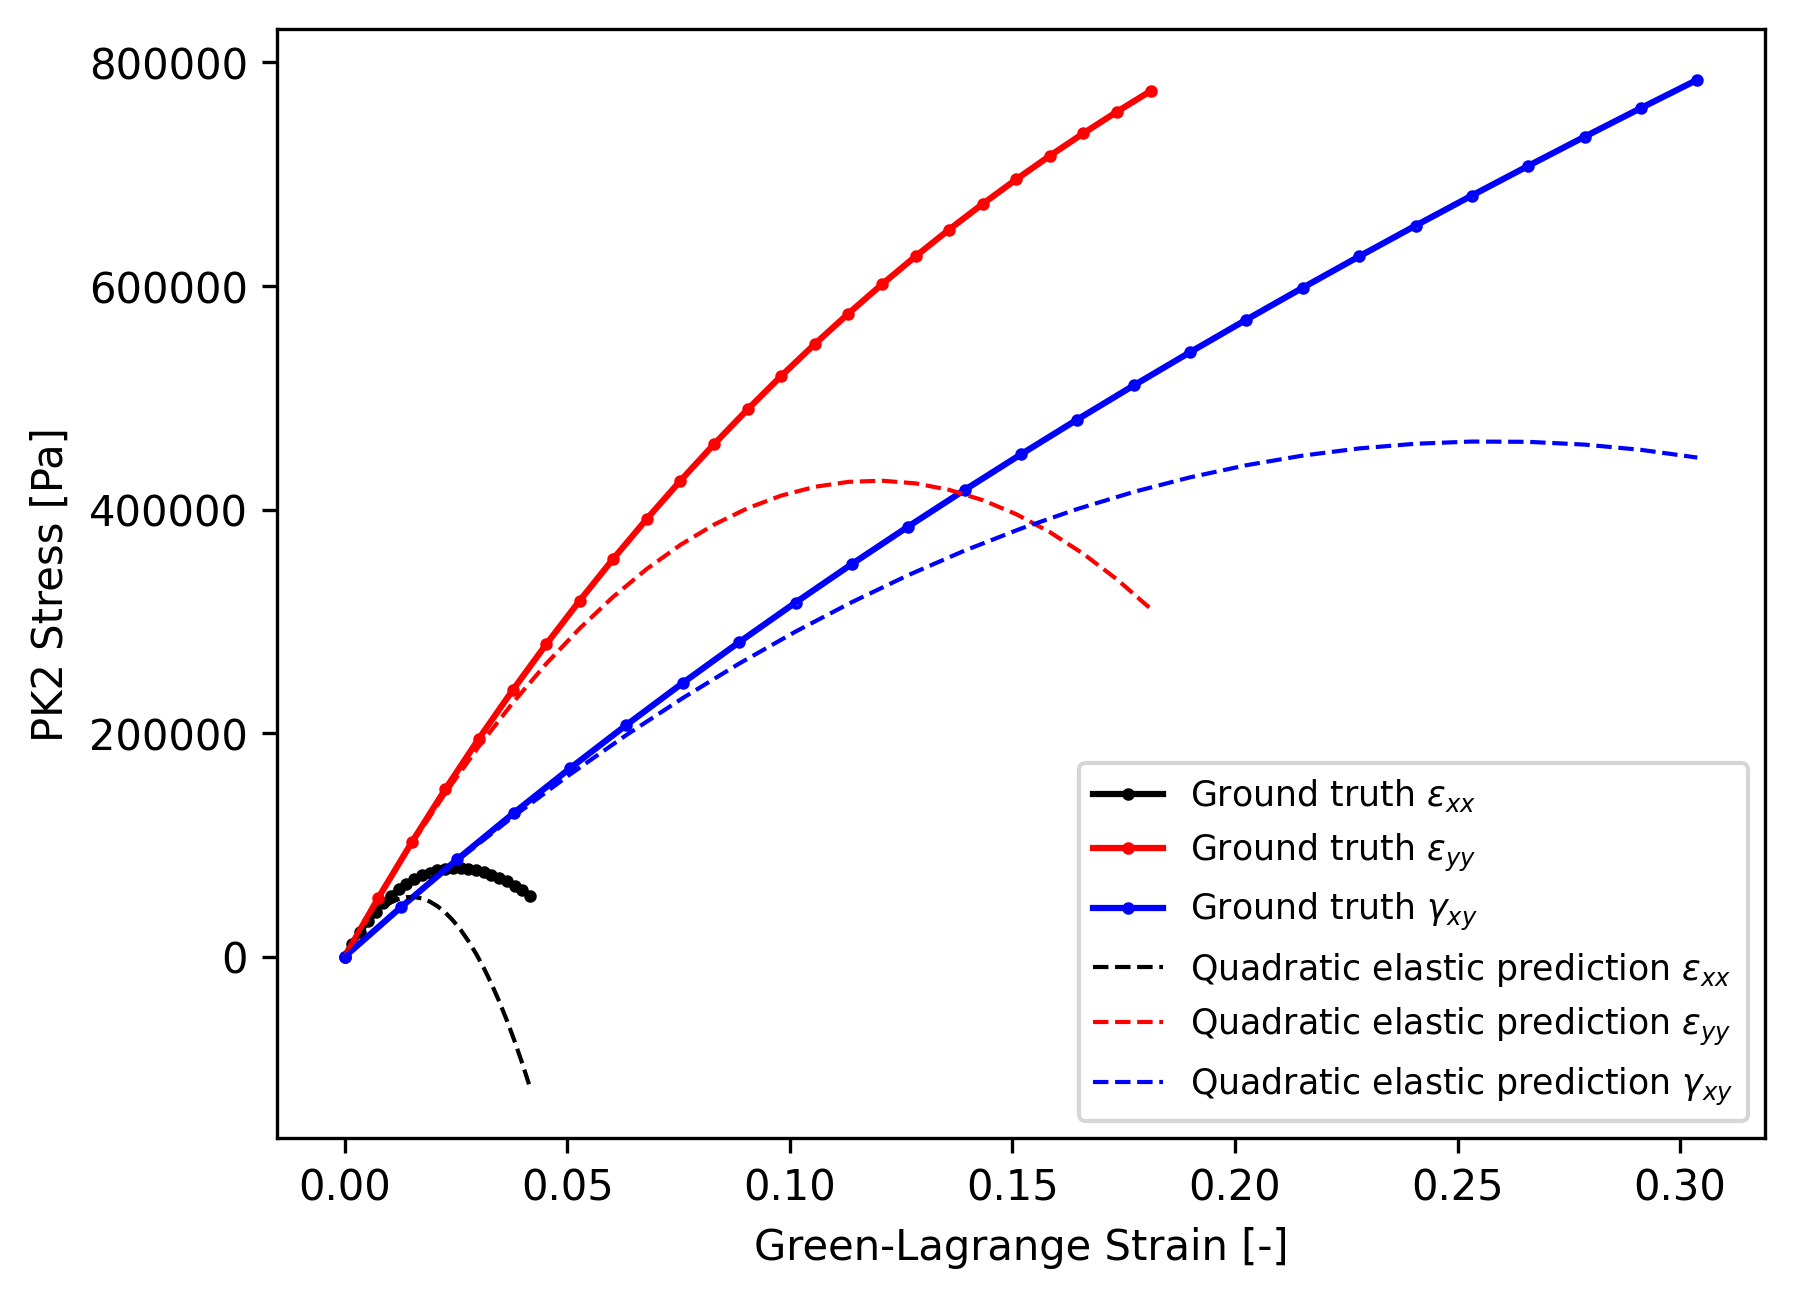 800000
600000
400000
200000
0
PK2 Stress [Pa]
Ground truth εxx
Ground truth εyy
Ground truth γxy
Quadratic elastic prediction εxx
Quadratic elastic prediction εyy
Quadratic elastic prediction γxy
0.00 0.05 0.10 0.15 0.20 0.25 0.30
Green-Lagrange Strain [-]